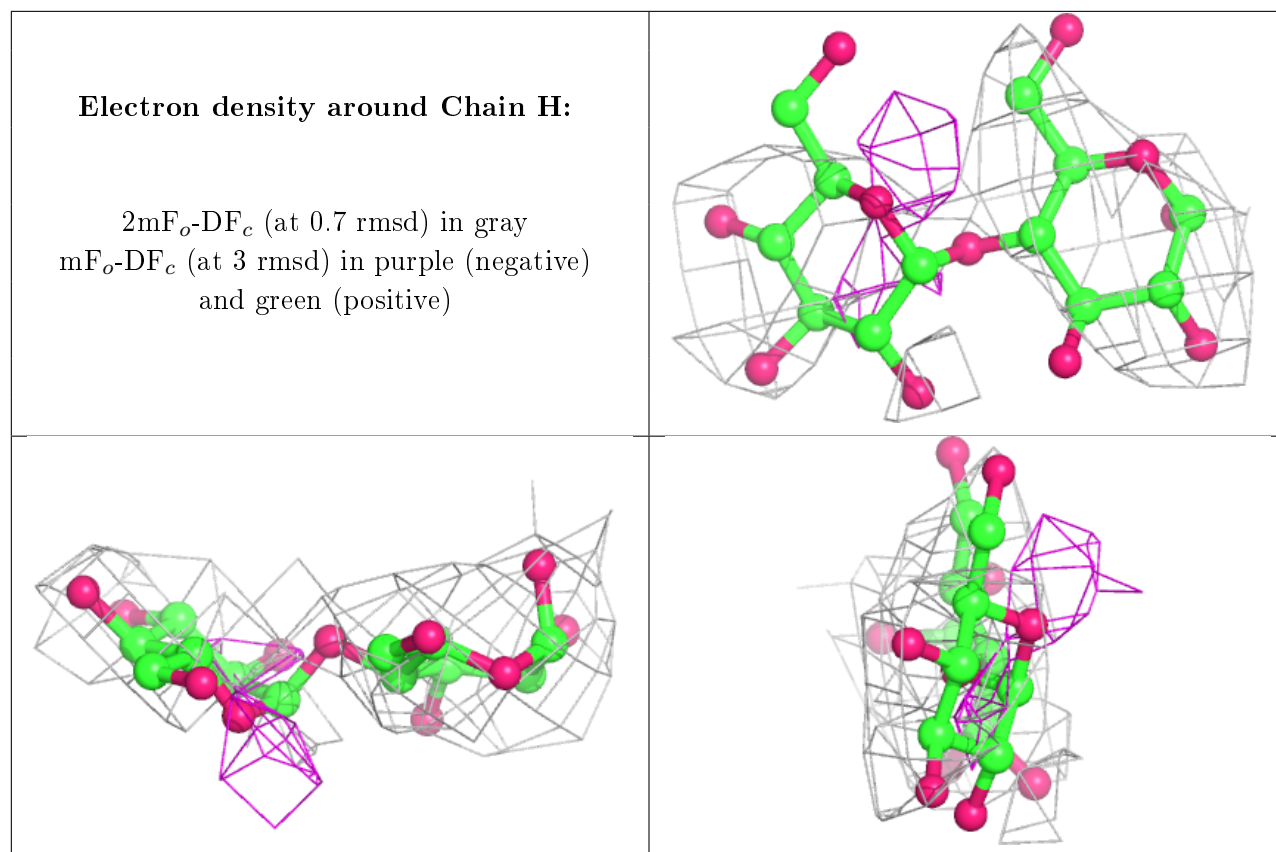 Electron density around Chain H:
2mFₒ-DF𝒸 (at 0.7 rmsd) in gray
mFₒ-DF𝒸 (at 3 rmsd) in purple (negative)
and green (positive)